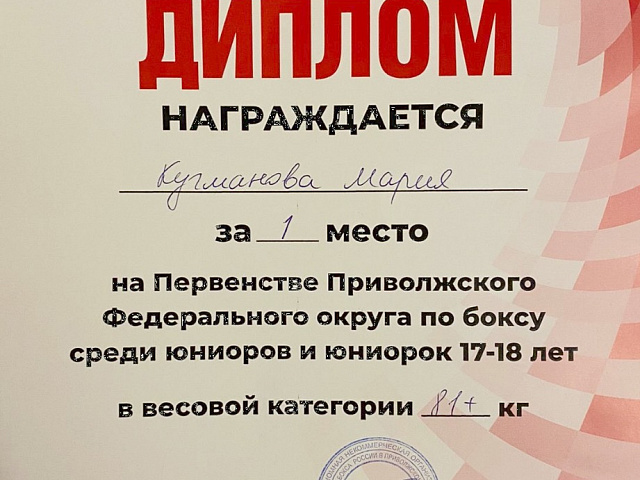 ДИПЛОМ
НАГРАЖДАЕТСЯ
Кугманова Мария
за 1 место
на Первенстве Приволжского
Федерального округа по боксу
среди юниоров и юниорок 17-18 лет
в весовой категории 81+ кг